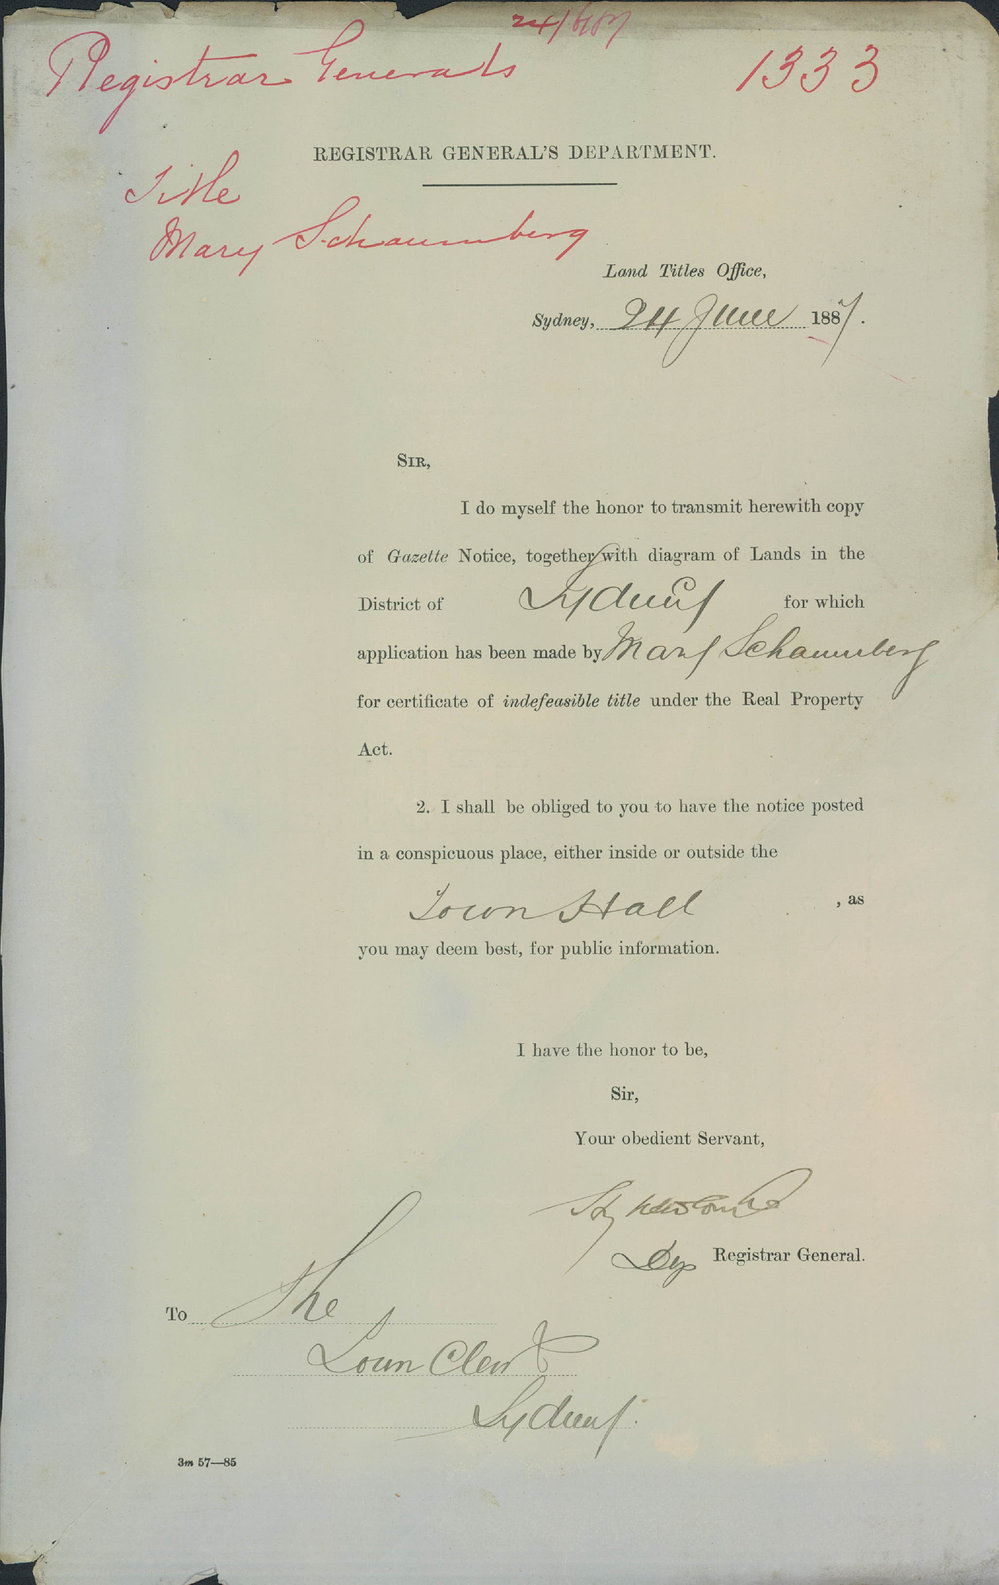 24/6/87
Registrar Generals 1333
REGISTRAR GENERAL'S DEPARTMENT.
Title
Mary Schaumberg
Land Titles Office,
Sydney, 24 June 1887.
SIR,
I do myself the honor to transmit herewith copy
of Gazette Notice, together with diagram of Lands in the
District of Sydney for which
application has been made by Mary Schaumberg
for certificate of indefeasible title under the Real Property
Act.
2. I shall be obliged to you to have the notice posted
in a conspicuous place, either inside or outside the
Town Hall , as
you may deem best, for public information.
I have the honor to be,
Sir,
Your obedient Servant,
Dep Registrar General.
To The
Town Clerk
Sydney.
3m 57—85